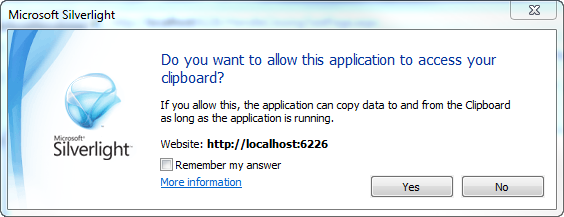 Microsoft Silverlight
Do you want to allow this application to access your
clipboard?
If you allow this, the application can copy data to and from the Clipboard
as long as the application is running.
Website: http://localhost:6226
Remember my answer
More information
Yes
No
Microsoft®
Silverlight™